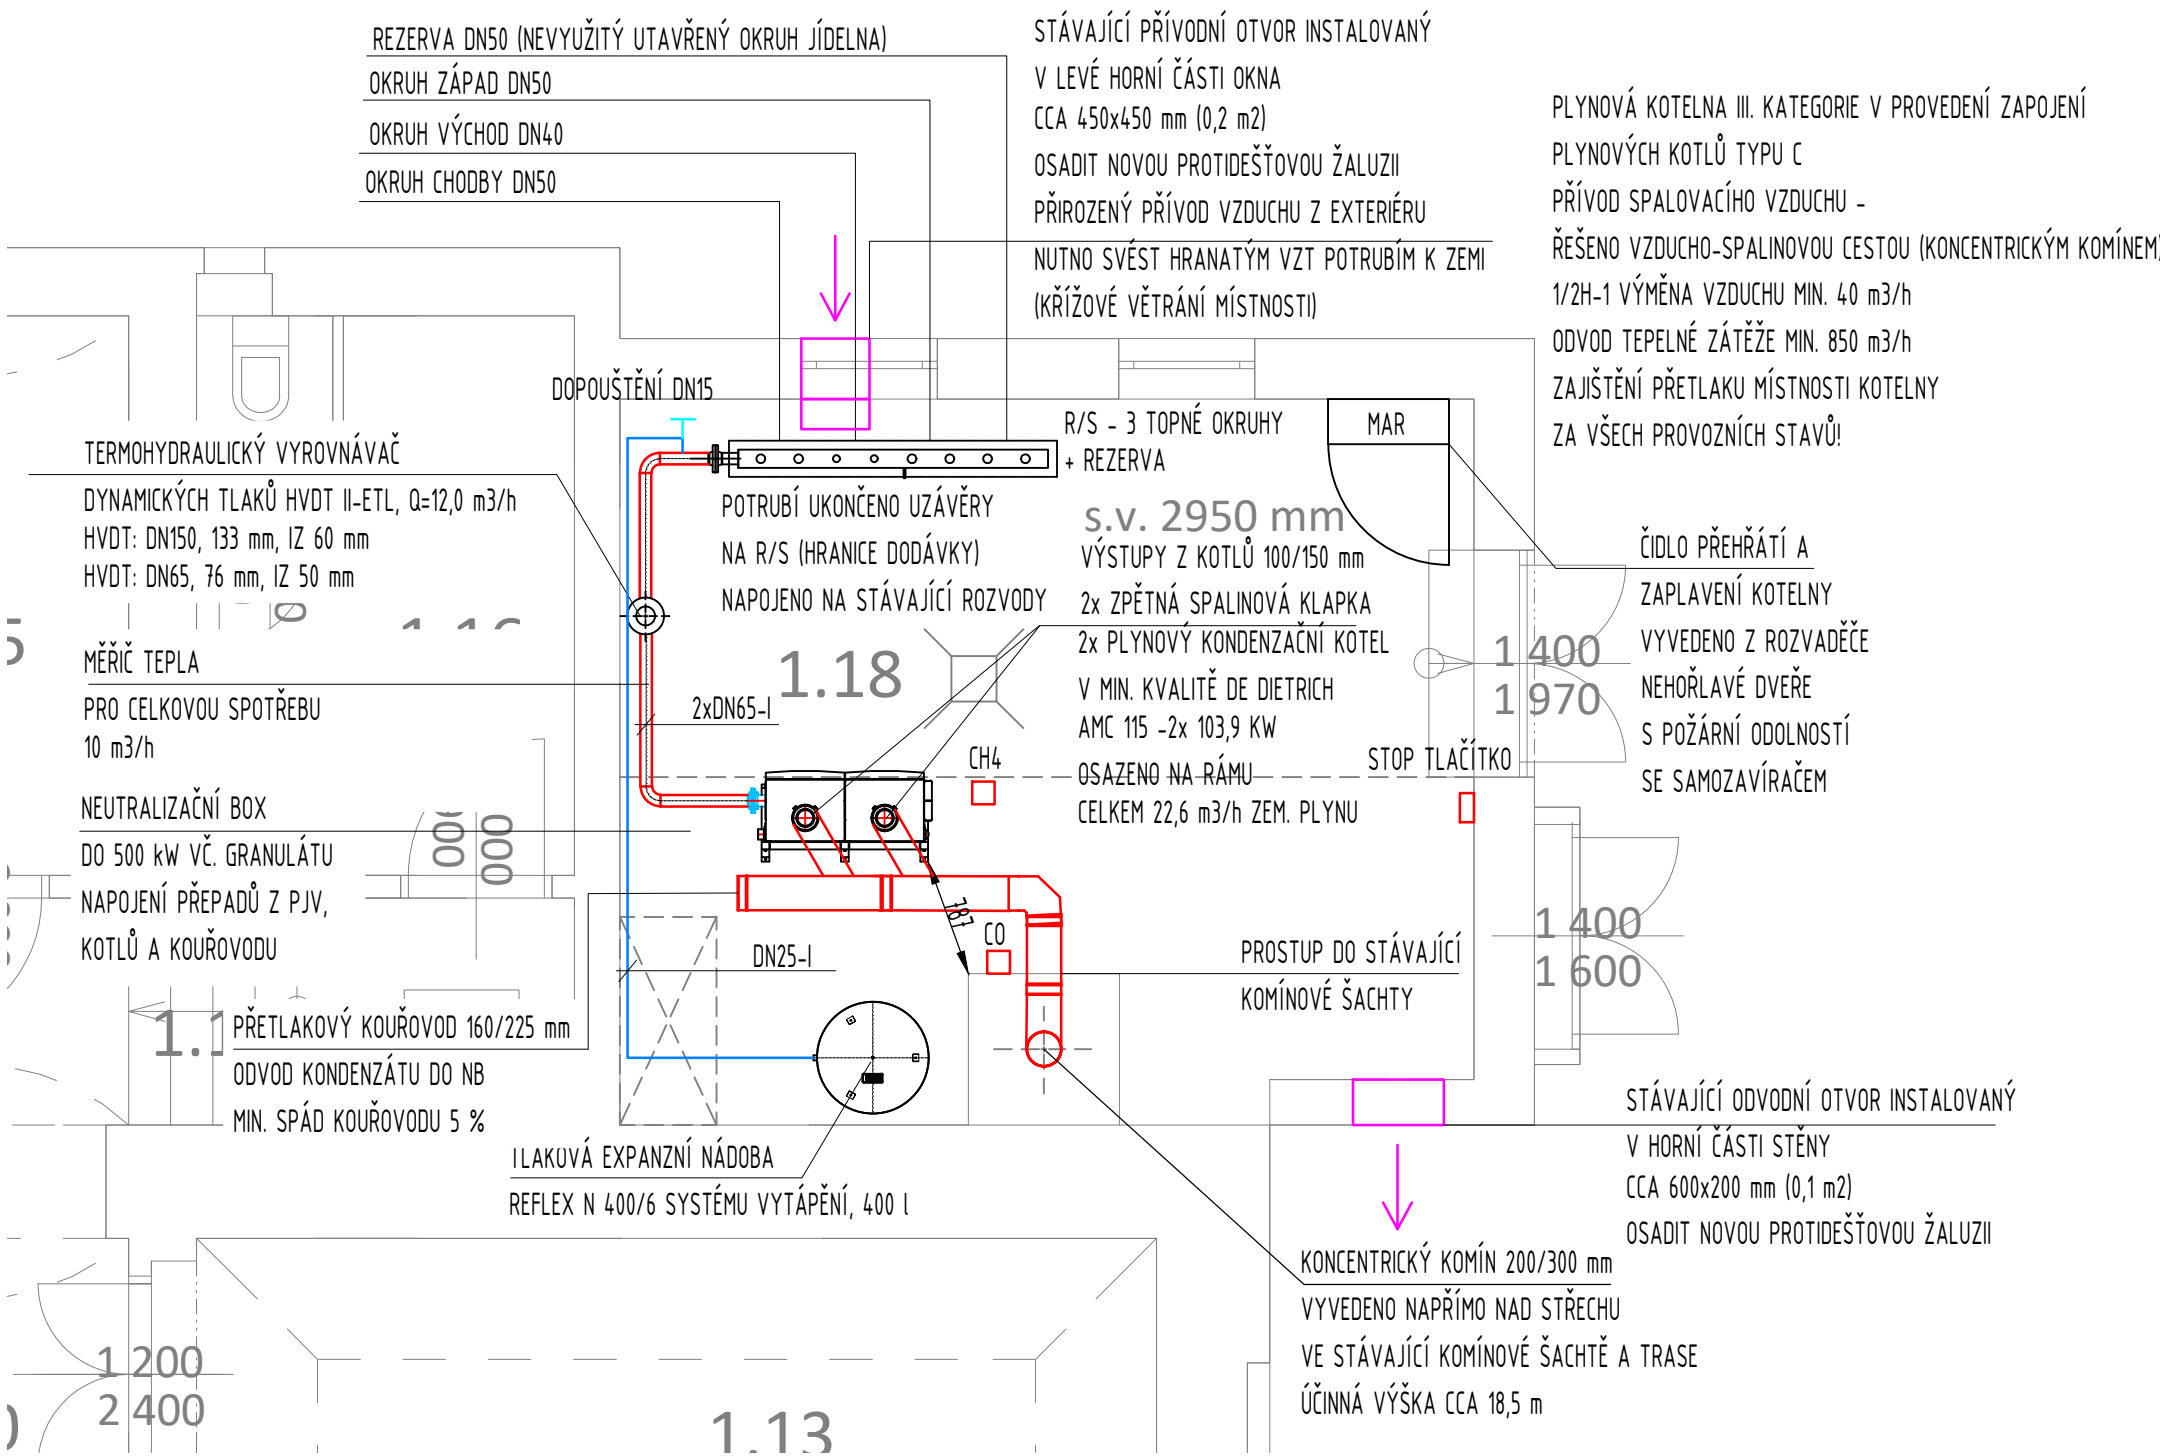 REZERVA DN50 (NEVYUŽITÝ UTAVŘENÝ OKRUH JÍDELNA)
OKRUH ZÁPAD DN50
OKRUH VÝCHOD DN40
OKRUH CHODBY DN50
STÁVAJÍCÍ PŘÍVODNÍ OTVOR INSTALOVANÝ
V LEVÉ HORNÍ ČÁSTI OKNA
CCA 450x450 mm (0,2 m2)
OSADIT NOVOU PROTIDEŠŤOVOU ŽALUZII
PŘIROZENÝ PŘÍVOD VZDUCHU Z EXTERIÉRU
NUTNO SVÉST HRANATÝM VZT POTRUBÍM K ZEMI
(KŘÍŽOVÉ VĚTRÁNÍ MÍSTNOSTI)
PLYNOVÁ KOTELNA III. KATEGORIE V PROVEDENÍ ZAPOJENÍ
PLYNOVÝCH KOTLŮ TYPU C
PŘÍVOD SPALOVACÍHO VZDUCHU -
ŘEŠENO VZDUCHO-SPALINOVOU CESTOU (KONCENTRICKÝM KOMÍNEM)
1/2H-1 VÝMĚNA VZDUCHU MIN. 40 m3/h
ODVOD TEPELNÉ ZÁTĚŽE MIN. 850 m3/h
ZAJIŠTĚNÍ PŘETLAKU MÍSTNOSTI KOTELNY
ZA VŠECH PROVOZNÍCH STAVŮ!
DOPOUŠTĚNÍ DN15
R/S - 3 TOPNÉ OKRUHY
+ REZERVA
MAR
TERMOHYDRAULICKÝ VYROVNÁVAČ
DYNAMICKÝCH TLAKŮ HVDT II-ETL, Q=12,0 m3/h
HVDT: DN150, 133 mm, IZ 60 mm
HVDT: DN65, 76 mm, IZ 50 mm
POTRUBÍ UKONČENO UZÁVĚRY
NA R/S (HRANICE DODÁVKY)
NAPOJENO NA STÁVAJÍCÍ ROZVODY
s.v. 2950 mm
VÝSTUPY Z KOTLŮ 100/150 mm
2x ZPĚTNÁ SPALINOVÁ KLAPKA
2x PLYNOVÝ KONDENZAČNÍ KOTEL
V MIN. KVALITĚ DE DIETRICH
AMC 115 -2x 103,9 KW
OSAZENO NA RÁMU
CELKEM 22,6 m3/h ZEM. PLYNU
ČIDLO PŘEHŘÁTÍ A
ZAPLAVENÍ KOTELNY
VYVEDENO Z ROZVADĚČE
NEHOŘLAVÉ DVEŘE
S POŽÁRNÍ ODOLNOSTÍ
SE SAMOZAVÍRAČEM
1 400
1 970
MĚŘIČ TEPLA
PRO CELKOVOU SPOTŘEBU
10 m3/h
1.18
2xDN65-I
CH4
STOP TLAČÍTKO
NEUTRALIZAČNÍ BOX
DO 500 kW VČ. GRANULÁTU
NAPOJENÍ PŘEPADŮ Z PJV,
KOTLŮ A KOUŘOVODU
000
787
CO
DN25-I
PROSTUP DO STÁVAJÍCÍ
KOMÍNOVÉ ŠACHTY
1 400
1 600
PŘETLAKOVÝ KOUŘOVOD 160/225 mm
ODVOD KONDENZÁTU DO NB
MIN. SPÁD KOUŘOVODU 5 %
TLAKOVÁ EXPANZNÍ NÁDOBA
REFLEX N 400/6 SYSTÉMU VYTÁPĚNÍ, 400 l
STÁVAJÍCÍ ODVODNÍ OTVOR INSTALOVANÝ
V HORNÍ ČÁSTI STĚNY
CCA 600x200 mm (0,1 m2)
OSADIT NOVOU PROTIDEŠŤOVOU ŽALUZII
KONCENTRICKÝ KOMÍN 200/300 mm
VYVEDENO NAPŘÍMO NAD STŘECHU
VE STÁVAJÍCÍ KOMÍNOVÉ ŠACHTĚ A TRASE
ÚČINNÁ VÝŠKA CCA 18,5 m
1 200
2 400
1.13